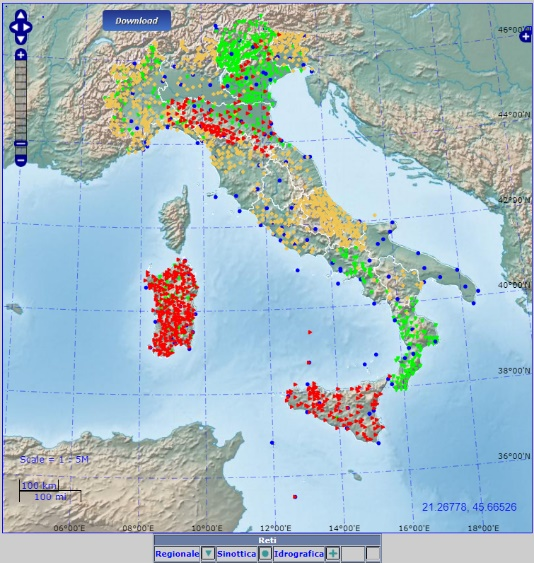 Download
46°00'N
44°00'N
42°00'N
40°00'N
38°00'N
36°00'N
Scale = 1 : 5M
100 km
100 mi
21.26778, 45.66526
06°00'E
08°00'E
10°00'E
12°00'E
14°00'E
16°00'E
18°00'E
Reti
Regionale Sinottica Idrografica